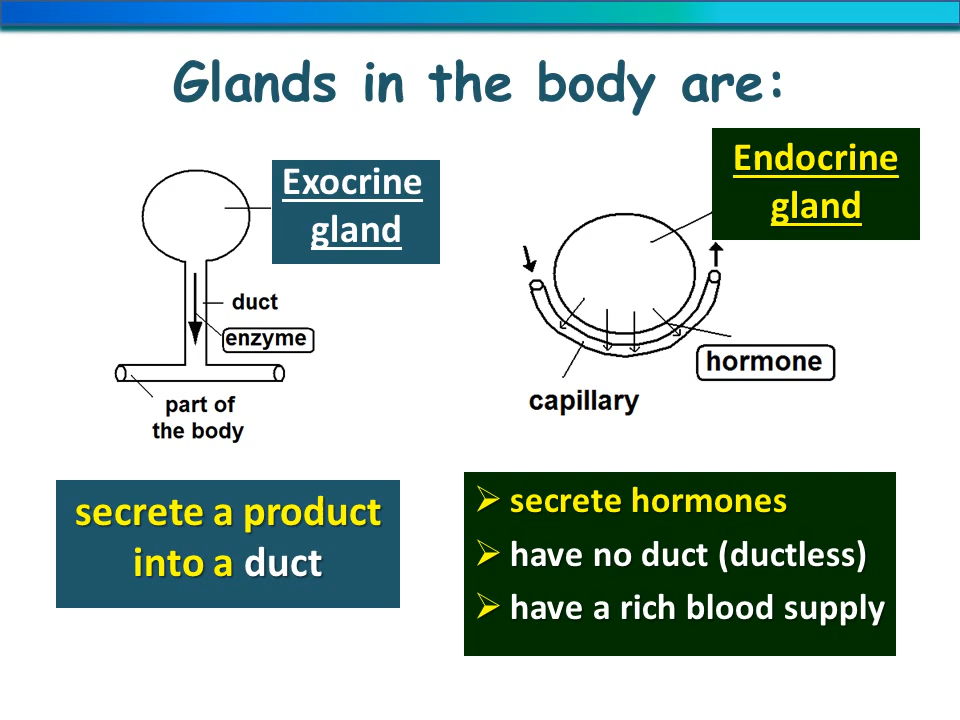 Glands in the body are:
Exocrine
gland
duct
enzyme
part of
the body
secrete a product
into a duct
Endocrine
gland
hormone
capillary
➢ secrete hormones
➢ have no duct (ductless)
➢ have a rich blood supply